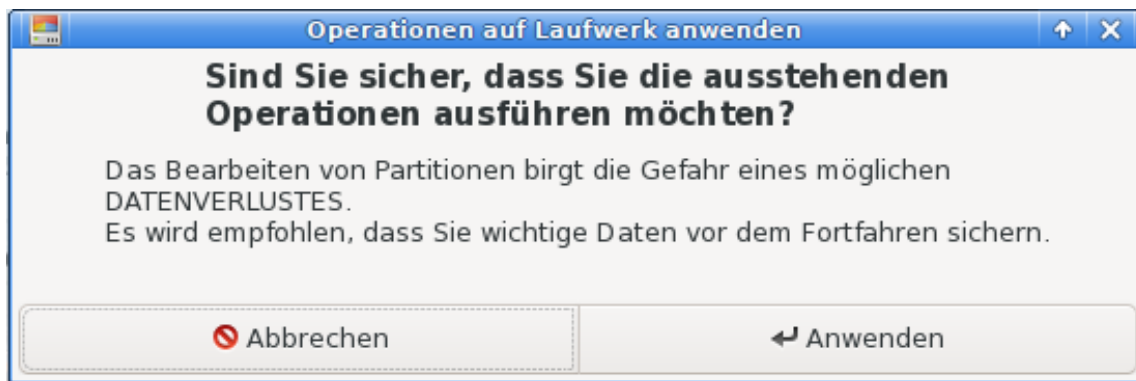 Operationen auf Laufwerk anwenden
Sind Sie sicher, dass Sie die ausstehenden
Operationen ausführen möchten?
Das Bearbeiten von Partitionen birgt die Gefahr eines möglichen
DATENVERLUSTES.
Es wird empfohlen, dass Sie wichtige Daten vor dem Fortfahren sichern.
Abbrechen
Anwenden